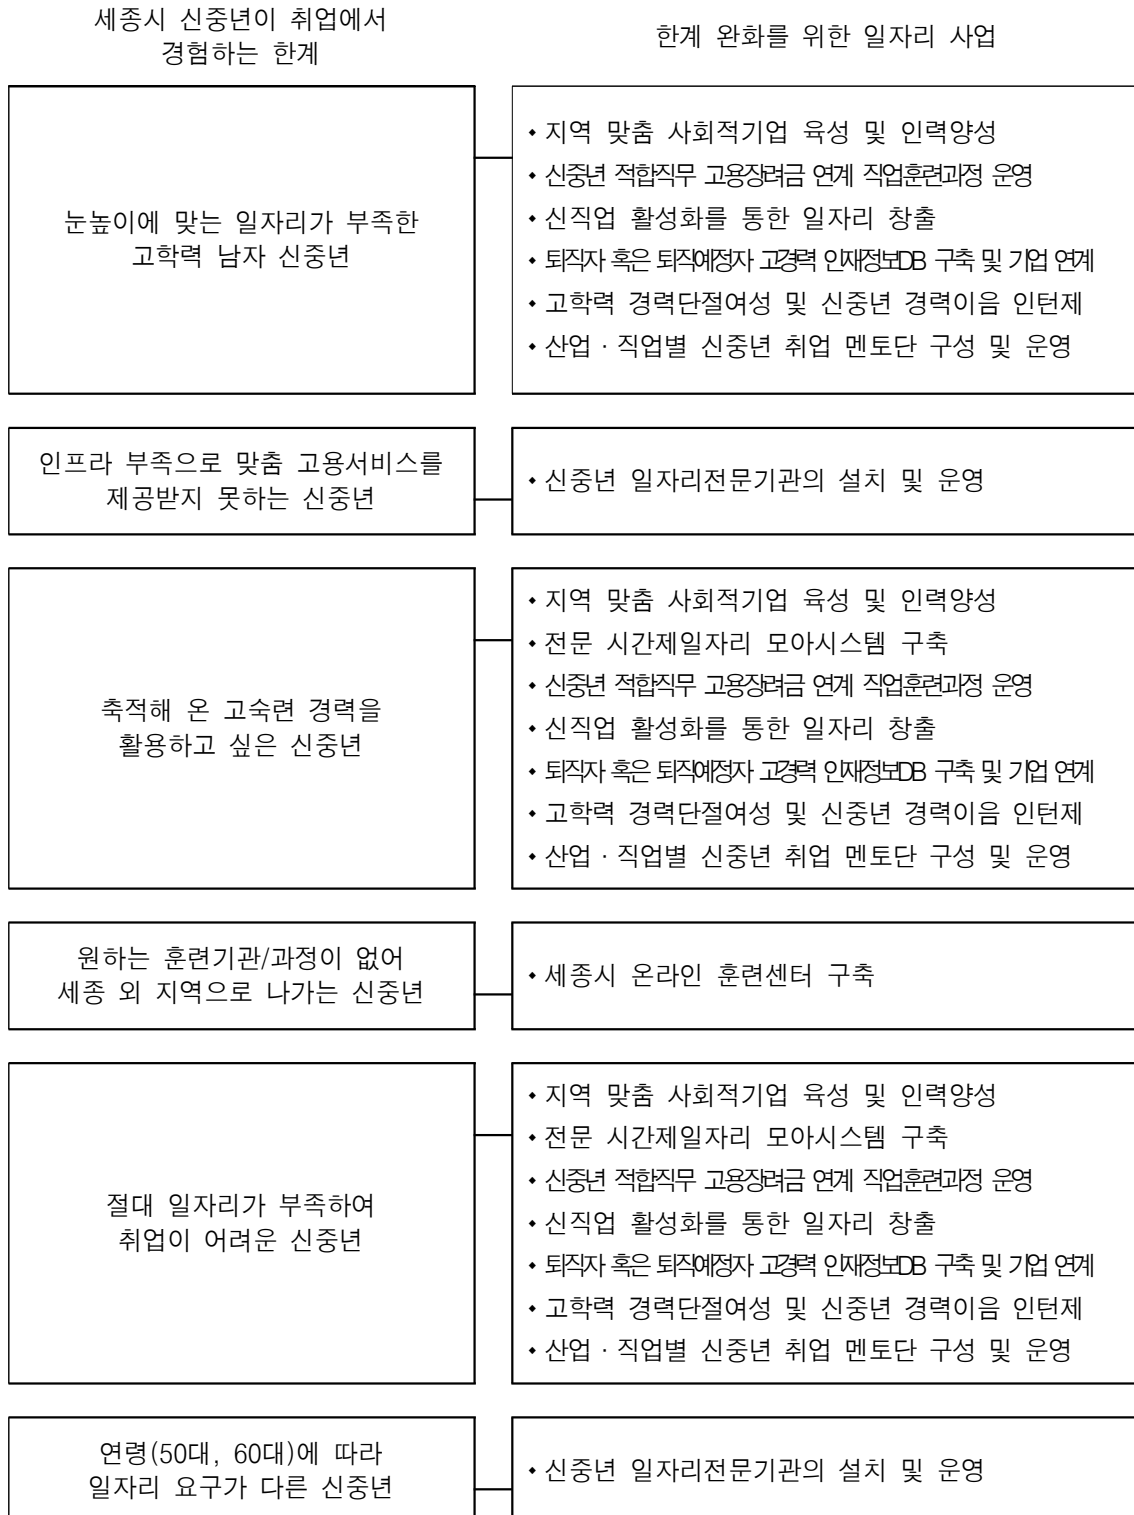 세종시 신중년이 취업에서
경험하는 한계
한계 완화를 위한 일자리 사업
눈높이에 맞는 일자리가 부족한
고학력 남자 신중년
⬩지역 맞춤 사회적기업 육성 및 인력양성
⬩신중년 적합직무 고용장려금 연계 직업훈련과정 운영
⬩신직업 활성화를 통한 일자리 창출
⬩퇴직자 혹은 퇴직예정자 고경력 인재정보DB 구축 및 기업 연계
⬩고학력 경력단절여성 및 신중년 경력이음 인턴제
⬩산업·직업별 신중년 취업 멘토단 구성 및 운영
인프라 부족으로 맞춤 고용서비스를
제공받지 못하는 신중년
⬩신중년 일자리전문기관의 설치 및 운영
축적해 온 고숙련 경력을
활용하고 싶은 신중년
⬩지역 맞춤 사회적기업 육성 및 인력양성
⬩전문 시간제일자리 모아시스템 구축
⬩신중년 적합직무 고용장려금 연계 직업훈련과정 운영
⬩신직업 활성화를 통한 일자리 창출
⬩퇴직자 혹은 퇴직예정자 고경력 인재정보DB 구축 및 기업 연계
⬩고학력 경력단절여성 및 신중년 경력이음 인턴제
⬩산업·직업별 신중년 취업 멘토단 구성 및 운영
원하는 훈련기관/과정이 없어
세종 외 지역으로 나가는 신중년
⬩세종시 온라인 훈련센터 구축
절대 일자리가 부족하여
취업이 어려운 신중년
⬩지역 맞춤 사회적기업 육성 및 인력양성
⬩전문 시간제일자리 모아시스템 구축
⬩신중년 적합직무 고용장려금 연계 직업훈련과정 운영
⬩신직업 활성화를 통한 일자리 창출
⬩퇴직자 혹은 퇴직예정자 고경력 인재정보DB 구축 및 기업 연계
⬩고학력 경력단절여성 및 신중년 경력이음 인턴제
⬩산업·직업별 신중년 취업 멘토단 구성 및 운영
연령(50대, 60대)에 따라
일자리 요구가 다른 신중년
⬩신중년 일자리전문기관의 설치 및 운영